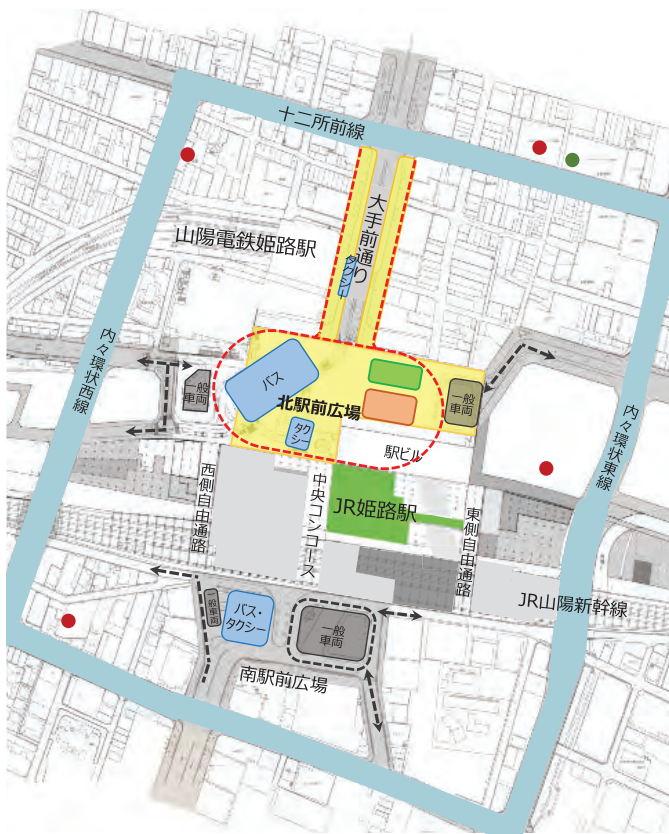 十二所前線
大手前通り
山陽電鉄姫路駅
タクシー
内々環状西線
バス
一般
車両
北駅前広場
一般
車両
タク
シー
駅ビル
内々環状東線
西側自由通路
中央コンコース
JR姫路駅
東側自由通路
JR山陽新幹線
一般
車両
バス・
タクシー
一般
車両
南駅前広場